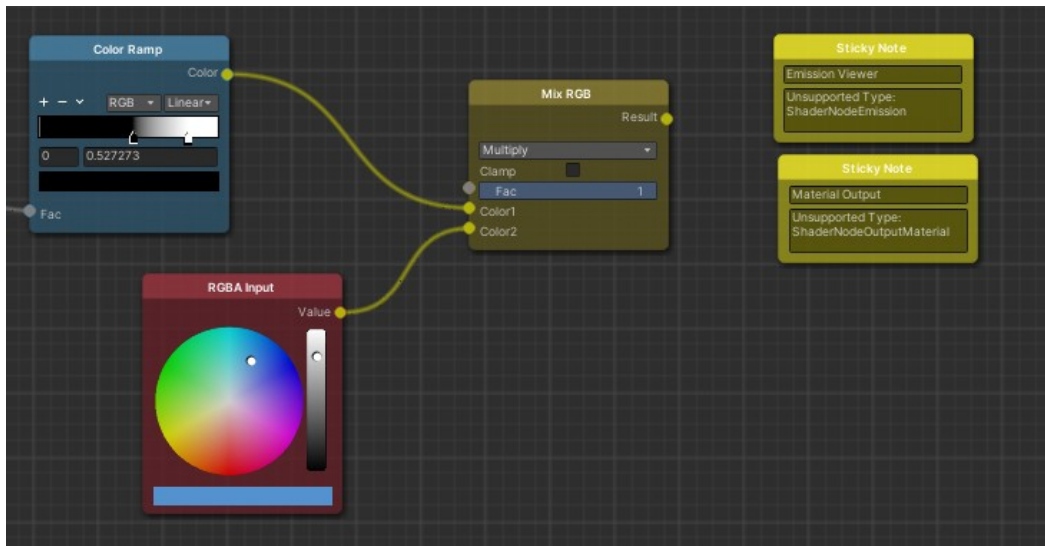 Color Ramp
Color
RGB
Linear
0
0.527273
Fac
Mix RGB
Result
Multiply
Clamp
Fac 1
Color1
Color2
RGBA Input
Value
Sticky Note
Emission Viewer
Unsupported Type:
ShaderNodeEmission
Sticky Note
Material Output
Unsupported Type:
ShaderNodeOutputMaterial